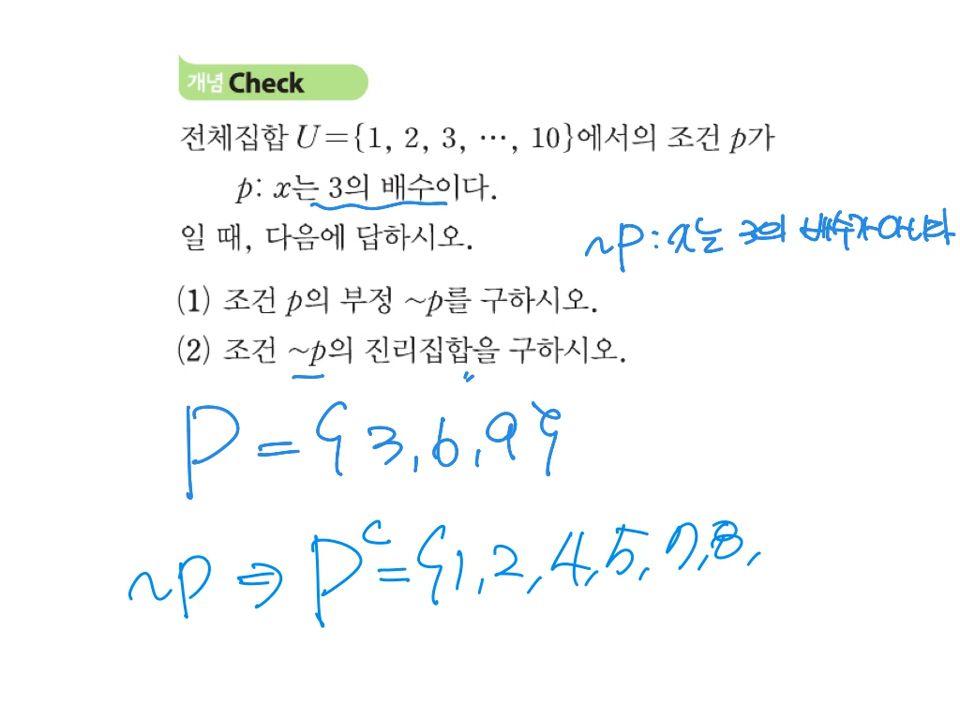 개념 Check
전체집합 U={1, 2, 3, ⋯, 10}에서의 조건 p가
p: x는 3의 배수이다.
일 때, 다음에 답하시오.
~p : x는 3의 배수가 아니다
(1) 조건 p의 부정 ~p를 구하시오.
(2) 조건 ~p의 진리집합을 구하시오.
P = {3, 6, 9}
~p ⇒ P^C = {1, 2, 4, 5, 7, 8,